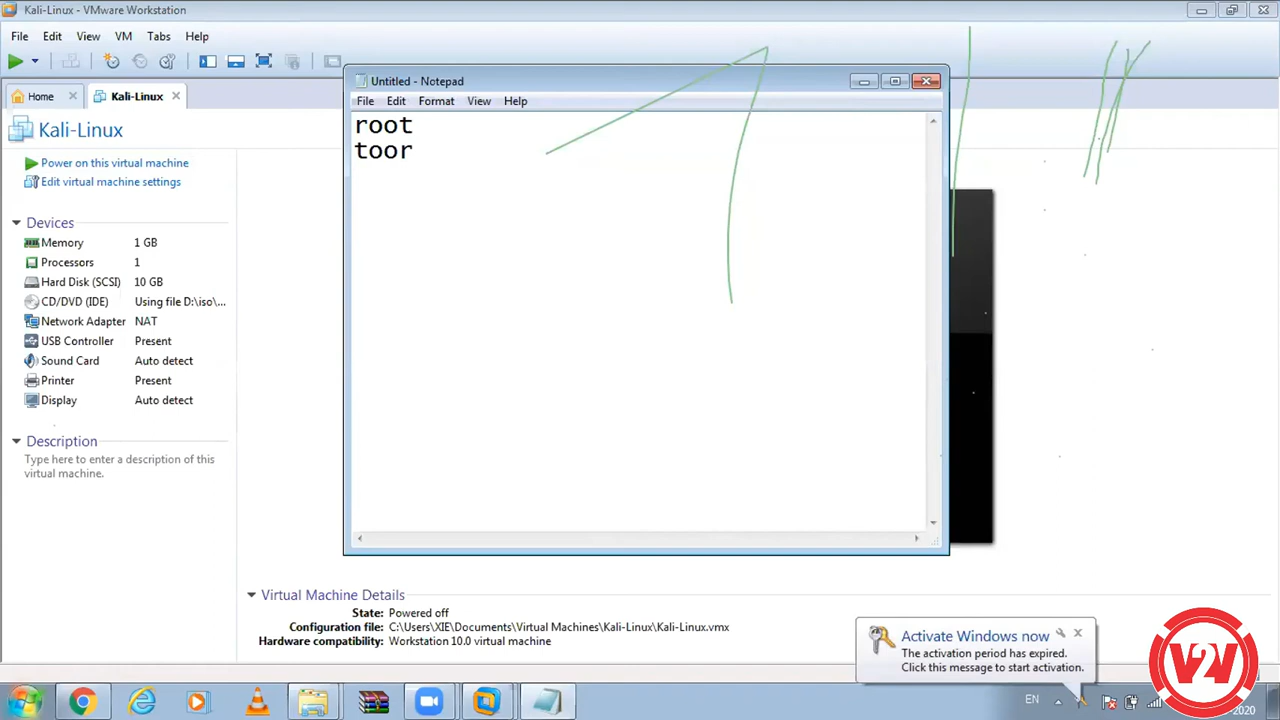 Kali-Linux - VMware Workstation
File Edit View VM Tabs Help
Home Kali-Linux
Kali-Linux
Power on this virtual machine
Edit virtual machine settings
Devices
Memory 1 GB
Processors 1
Hard Disk (SCSI) 10 GB
CD/DVD (IDE) Using file D:\iso\...
Network Adapter NAT
USB Controller Present
Sound Card Auto detect
Printer Present
Display Auto detect
Description
Type here to enter a description of this
virtual machine.
Untitled - Notepad
File Edit Format View Help
root
toor
Virtual Machine Details
State: Powered off
Configuration file: C:\Users\XIE\Documents\Virtual Machines\Kali-Linux\Kali-Linux.vmx
Hardware compatibility: Workstation 10.0 virtual machine
Activate Windows now
The activation period has expired.
Click this message to start activation.
V2V
EN
2020